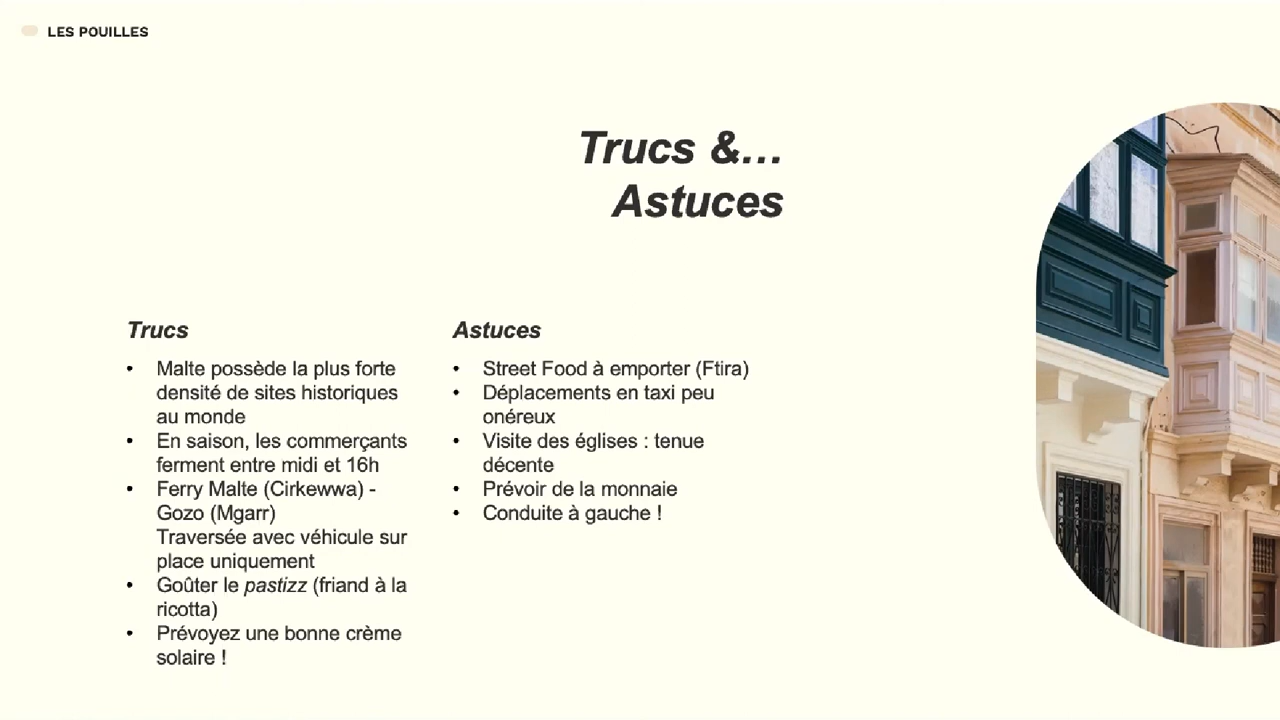 LES POUILLES
Trucs &...
Astuces
Trucs
• Malte possède la plus forte
densité de sites historiques
au monde
• En saison, les commerçants
ferment entre midi et 16h
• Ferry Malte (Cirkewwa) -
Gozo (Mgarr)
Traversée avec véhicule sur
place uniquement
• Goûter le pastizz (friand à la
ricotta)
• Prévoyez une bonne crème
solaire !
Astuces
• Street Food à emporter (Ftira)
• Déplacements en taxi peu
onéreux
• Visite des églises : tenue
décente
• Prévoir de la monnaie
• Conduite à gauche !